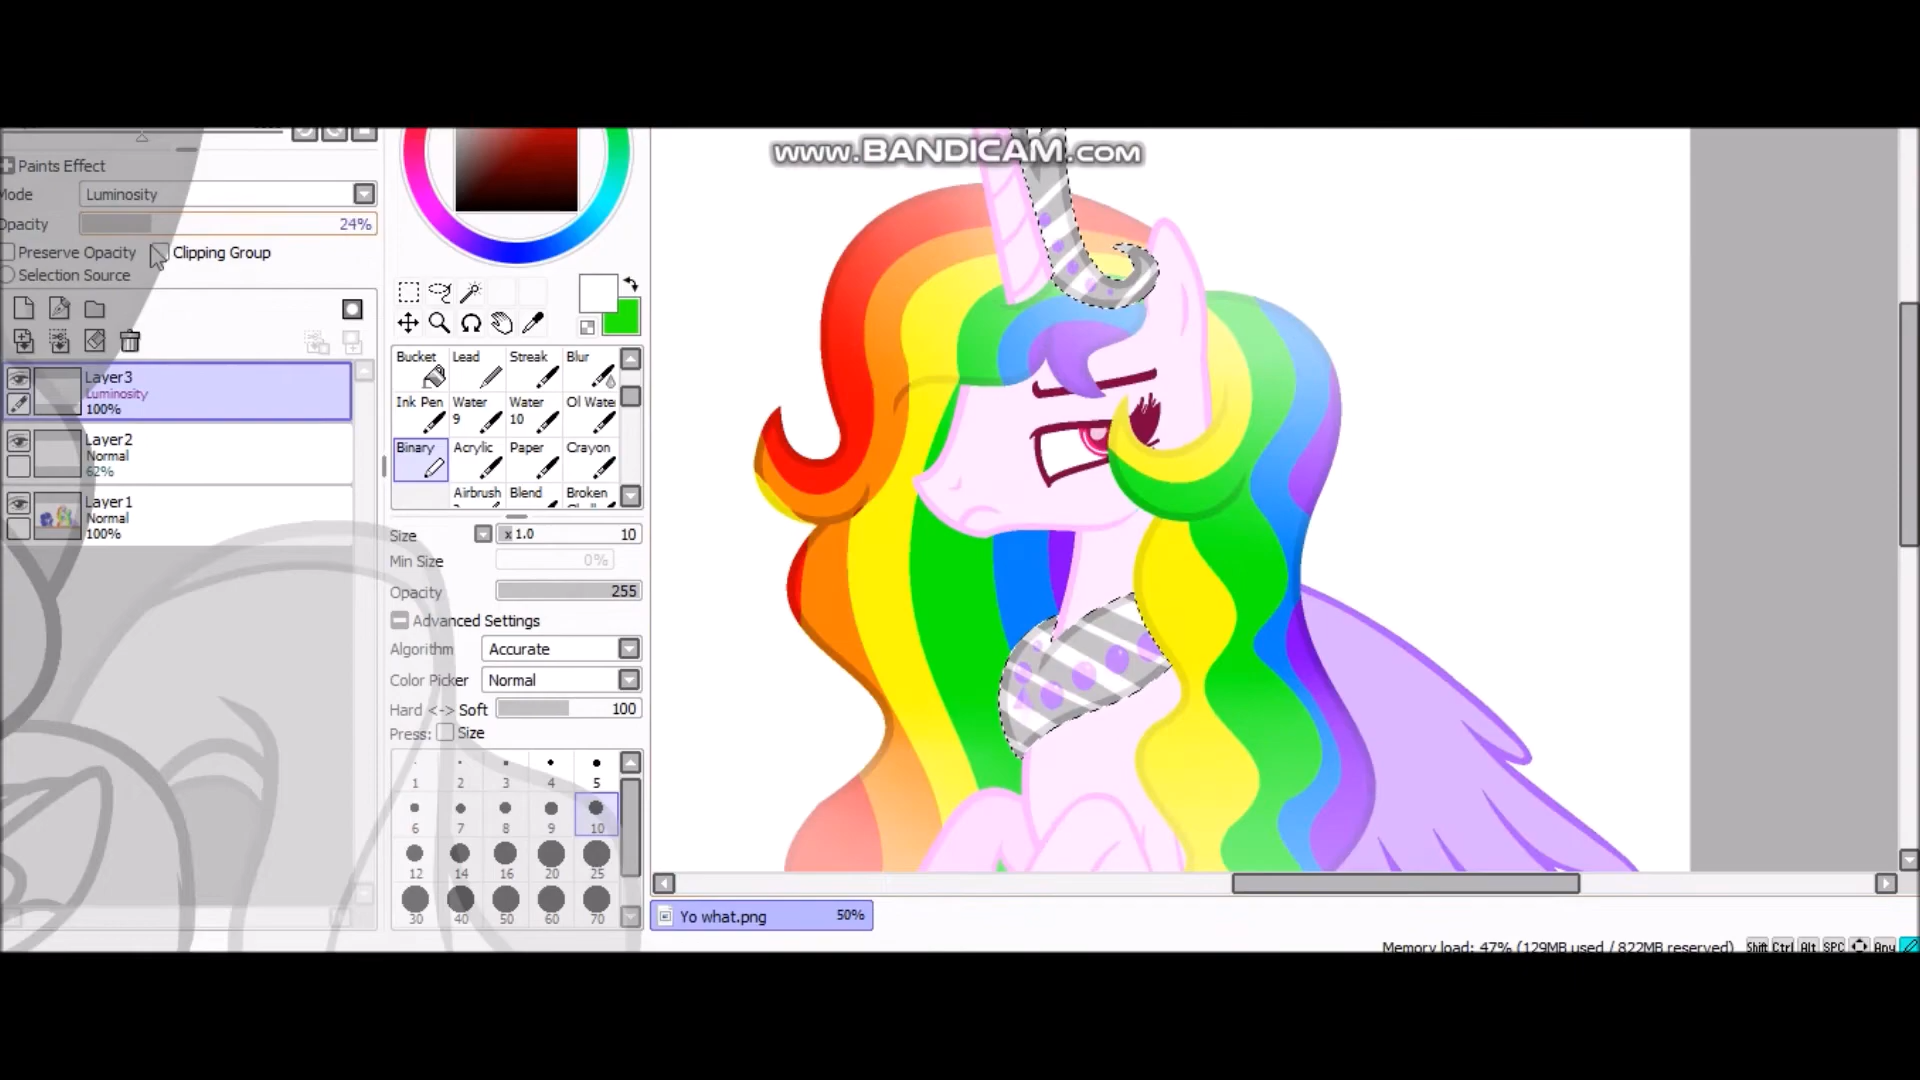 www.BANDICAM.com
Paints Effect
Mode Luminosity
Opacity 24%
Preserve Opacity Clipping Group
Selection Source
Layer3
Luminosity
100%
Layer2
Normal
62%
Layer1
Normal
100%
Bucket Lead Streak Blur
Ink Pen Water 9 Water 10 Ol Wate
Binary Acrylic Paper Crayon
Airbrush Blend Broken
Size x 1.0 10
Min Size 0%
Opacity 255
Advanced Settings
Algorithm Accurate
Color Picker Normal
Hard <-> Soft 100
Press: Size
1 2 3 4 5
6 7 8 9 10
12 14 16 20 25
30 40 50 60 70
Yo what.png 50%
Memory load: 47% (129MB used / 822MB reserved) Shift Ctrl Alt SPC Any